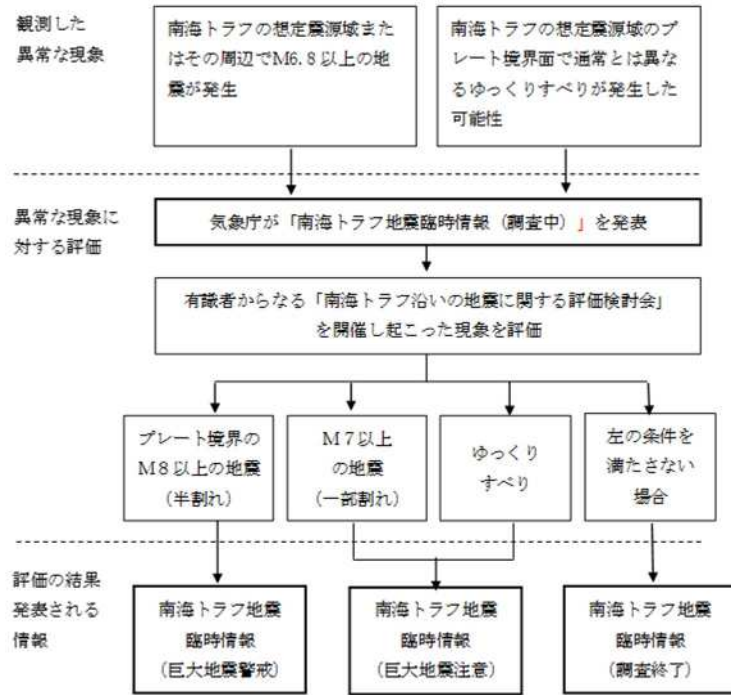 観測した
異常な現象
南海トラフの想定震源域また
はその周辺でM6.8以上の地
震が発生
南海トラフの想定震源域のプ
レート境界面で通常とは異な
るゆっくりすべりが発生した
可能性
異常な現象に
対する評価
気象庁が「南海トラフ地震臨時情報（調査中）」を発表
有識者からなる「南海トラフ沿いの地震に関する評価検討会」
を開催し起こった現象を評価
プレート境界の
M8以上の地震
（半割れ）
M7以上
の地震
（一部割れ）
ゆっくり
すべり
左の条件を
満たさない
場合
評価の結果
発表される
情報
南海トラフ地震
臨時情報
（巨大地震警戒）
南海トラフ地震
臨時情報
（巨大地震注意）
南海トラフ地震
臨時情報
（調査終了）